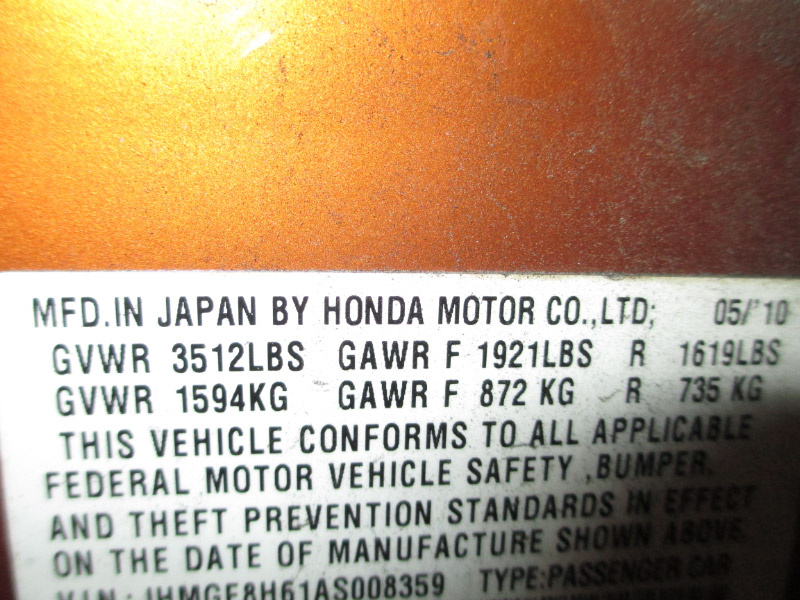 MFD.IN JAPAN BY HONDA MOTOR CO.,LTD; 05/'10
GVWR 3512LBS GAWR F 1921LBS R 1619LBS
GVWR 1594KG GAWR F 872 KG R 735 KG
THIS VEHICLE CONFORMS TO ALL APPLICABLE
FEDERAL MOTOR VEHICLE SAFETY ,BUMPER,
AND THEFT PREVENTION STANDARDS IN EFFECT
ON THE DATE OF MANUFACTURE SHOWN ABOVE.
V.I.N.: JHMGE8H61AS008359 TYPE:PASSENGER CAR